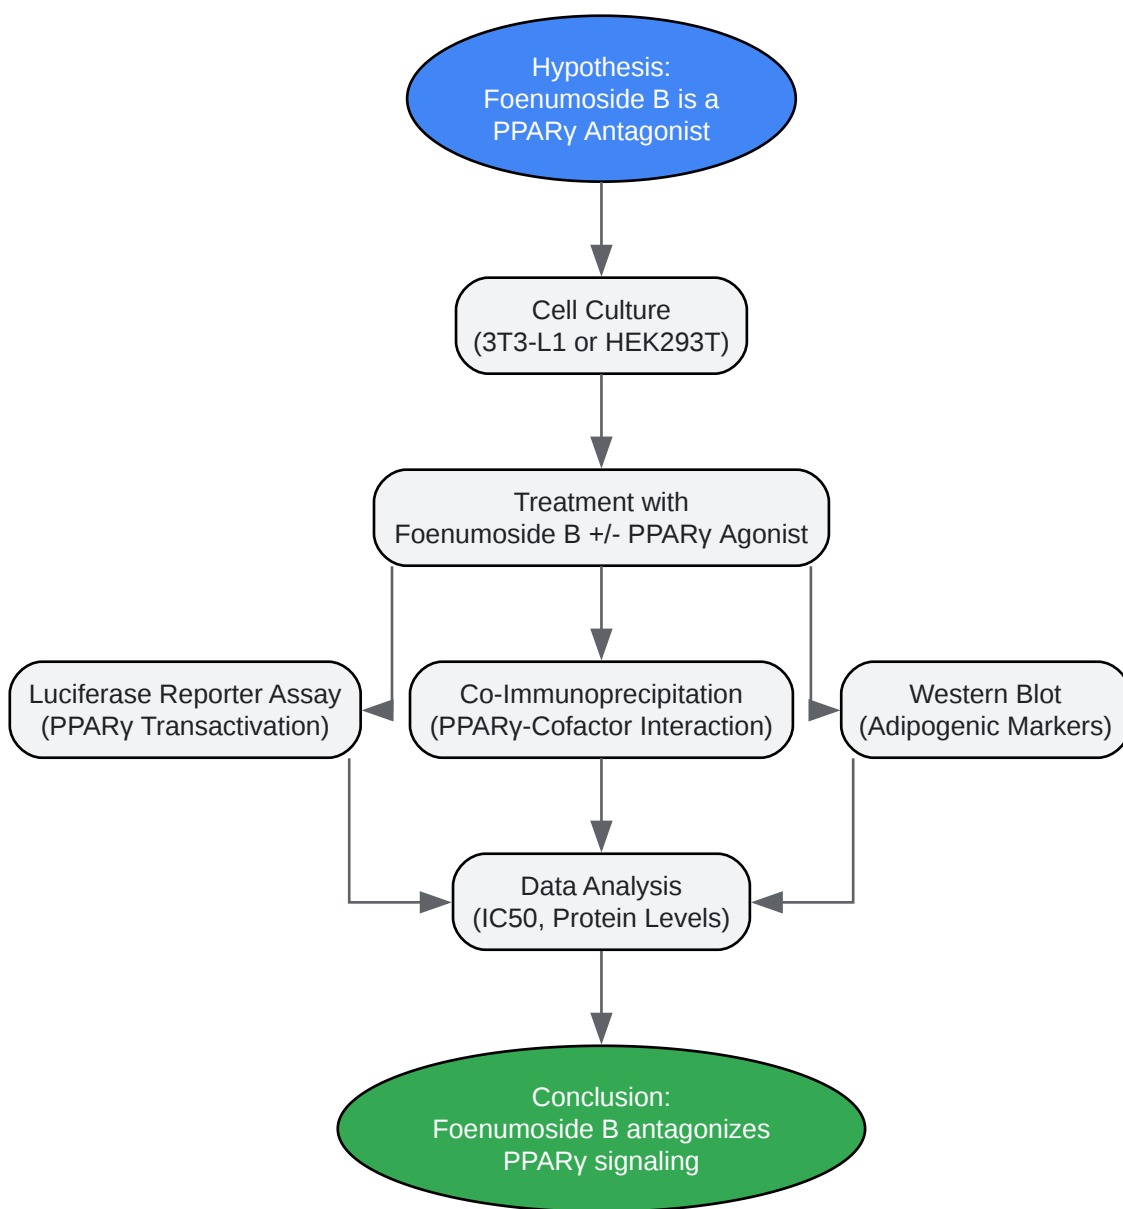 Hypothesis:
Foenumoside B is a
PPARγ Antagonist
Cell Culture
(3T3-L1 or HEK293T)
Treatment with
Foenumoside B +/- PPARγ Agonist
Luciferase Reporter Assay
(PPARγ Transactivation)
Co-Immunoprecipitation
(PPARγ-Cofactor Interaction)
Western Blot
(Adipogenic Markers)
Data Analysis
(IC50, Protein Levels)
Conclusion:
Foenumoside B antagonizes
PPARγ signaling